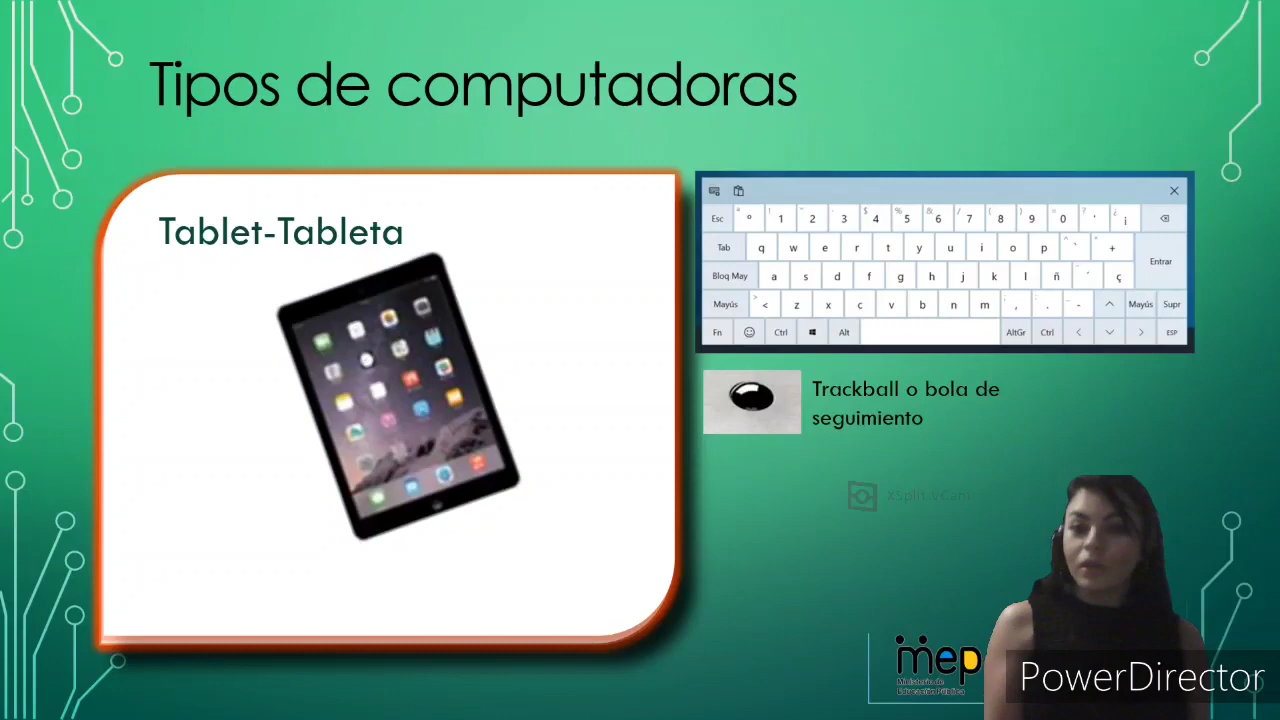 Tipos de computadoras
Tablet-Tableta
Esc ª º ! 1 " 2 · 3 $ 4 % 5 & 6 / 7 ( 8 ) 9 = 0 ? ' ¿ ¡
Tab q w e r t y u i o p ^ ` * + Entrar
Bloq May a s d f g h j k l ñ ¨ ´ ç
Mayús > < z x c v b n m ; , : . _ - Mayús Supr
Fn Ctrl Alt AltGr Ctrl ESP
Trackball o bola de
seguimiento
XSplit vCam
mep
Ministerio de
Educación Pública
PowerDirector